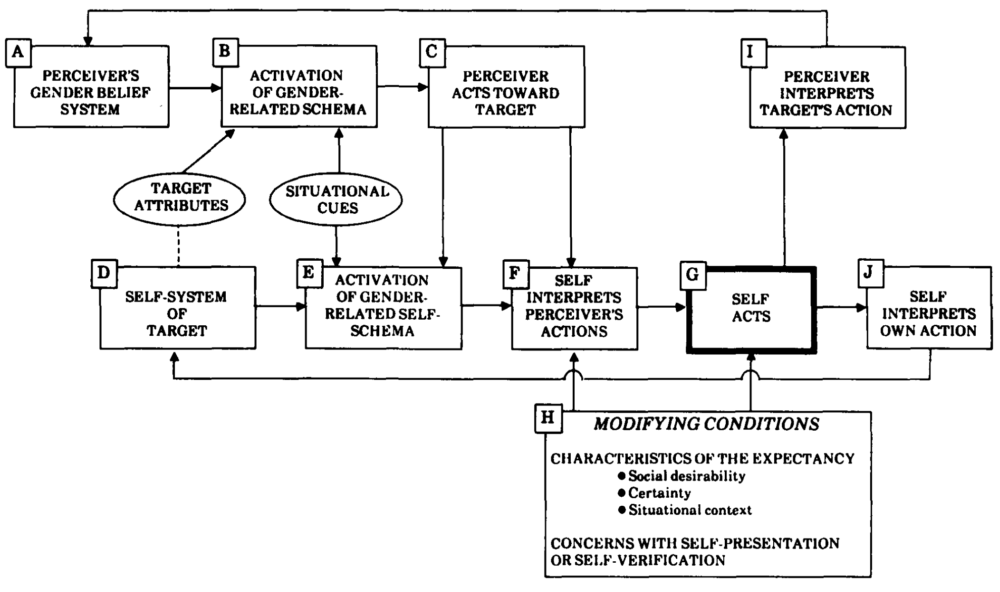 A
PERCEIVER'S
GENDER BELIEF
SYSTEM
B
ACTIVATION
OF GENDER-
RELATED SCHEMA
C
PERCEIVER
ACTS TOWARD
TARGET
I
PERCEIVER
INTERPRETS
TARGET'S ACTION
TARGET
ATTRIBUTES
SITUATIONAL
CUES
D
SELF-SYSTEM
OF
TARGET
E
ACTIVATION
OF GENDER-
RELATED SELF-
SCHEMA
F
SELF
INTERPRETS
PERCEIVER'S
ACTIONS
G
SELF
ACTS
J
SELF
INTERPRETS
OWN ACTION
H
MODIFYING CONDITIONS
CHARACTERISTICS OF THE EXPECTANCY
● Social desirability
● Certainty
● Situational context
CONCERNS WITH SELF-PRESENTATION
OR SELF-VERIFICATION